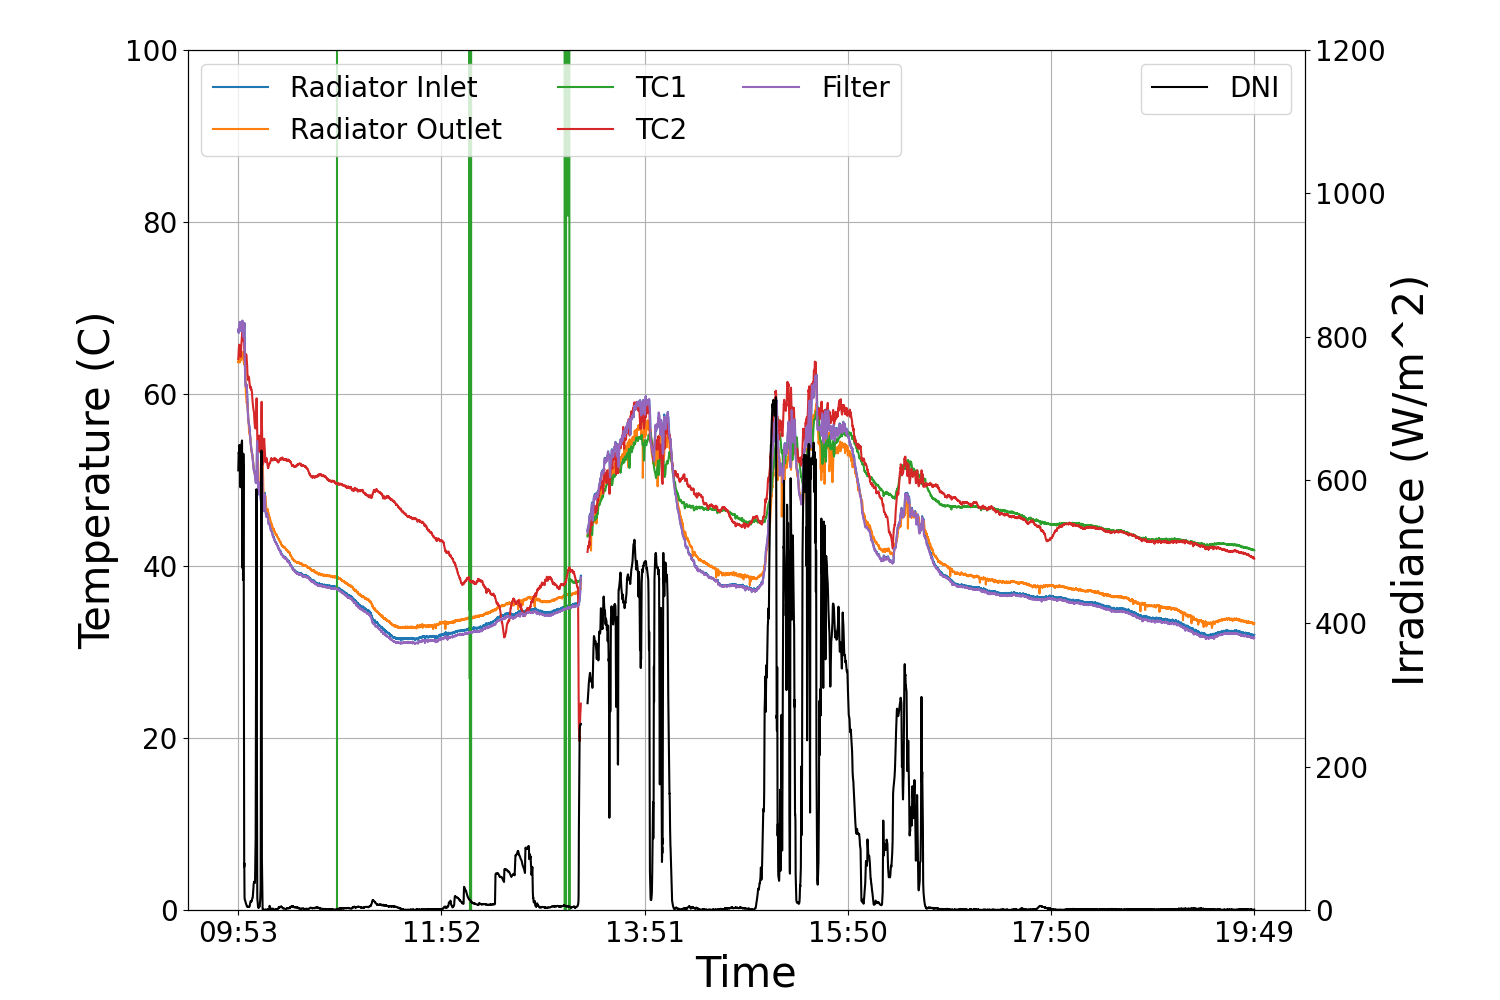 Radiator Inlet
Radiator Outlet
TC1
TC2
Filter
DNI
100
80
60
40
20
0
Temperature (C)
1200
1000
800
600
400
200
0
Irradiance (W/m^2)
09:53
11:52
13:51
15:50
17:50
19:49
Time